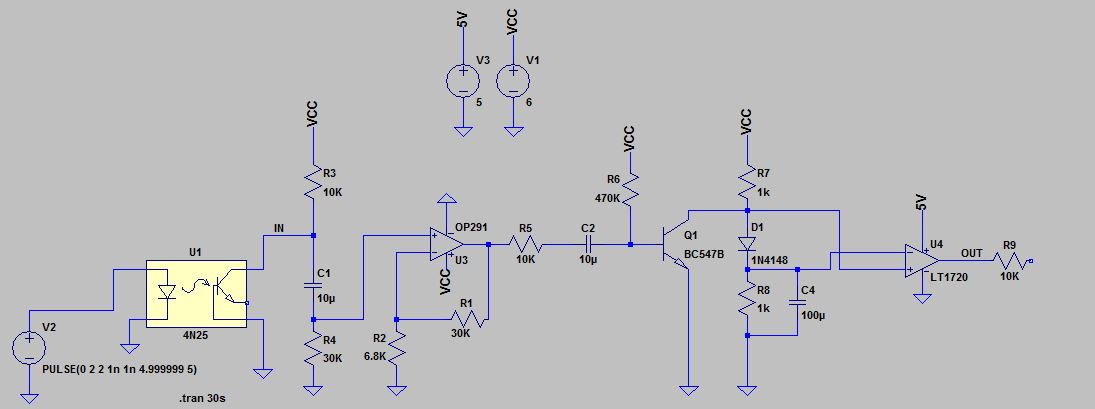 5V
VCC
V3
V1
5
6
VCC
VCC
VCC
R3
10K
R6
470K
R7
1k
5V
IN
OP291
R5
10K
C2
10µ
Q1
BC547B
D1
1N4148
U4
OUT
R9
10K
LT1720
U1
U3
VCC
C1
10µ
4N25
R1
30K
R8
1k
C4
100µ
V2
R4
30K
R2
6.8K
PULSE(0 2 2 1n 1n 4.999999 5)
.tran 30s